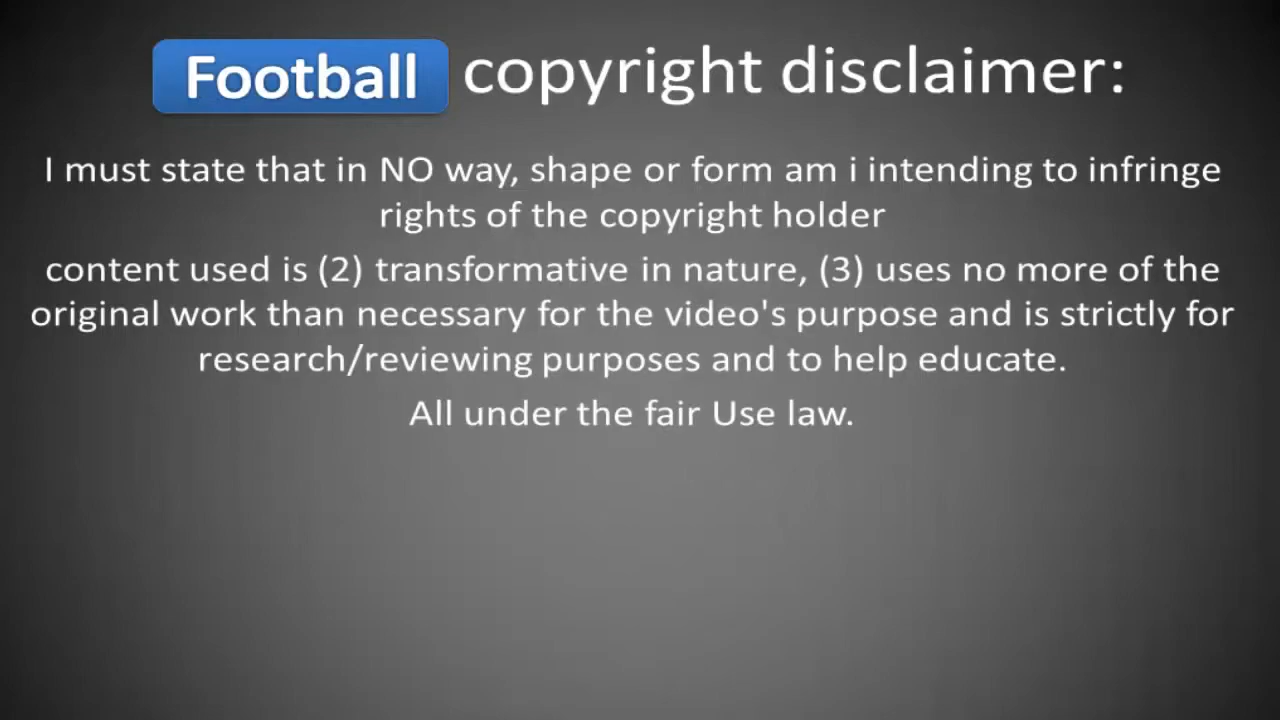 Football copyright disclaimer:
I must state that in NO way, shape or form am i intending to infringe
rights of the copyright holder
content used is (2) transformative in nature, (3) uses no more of the
original work than necessary for the video's purpose and is strictly for
research/reviewing purposes and to help educate.
All under the fair Use law.